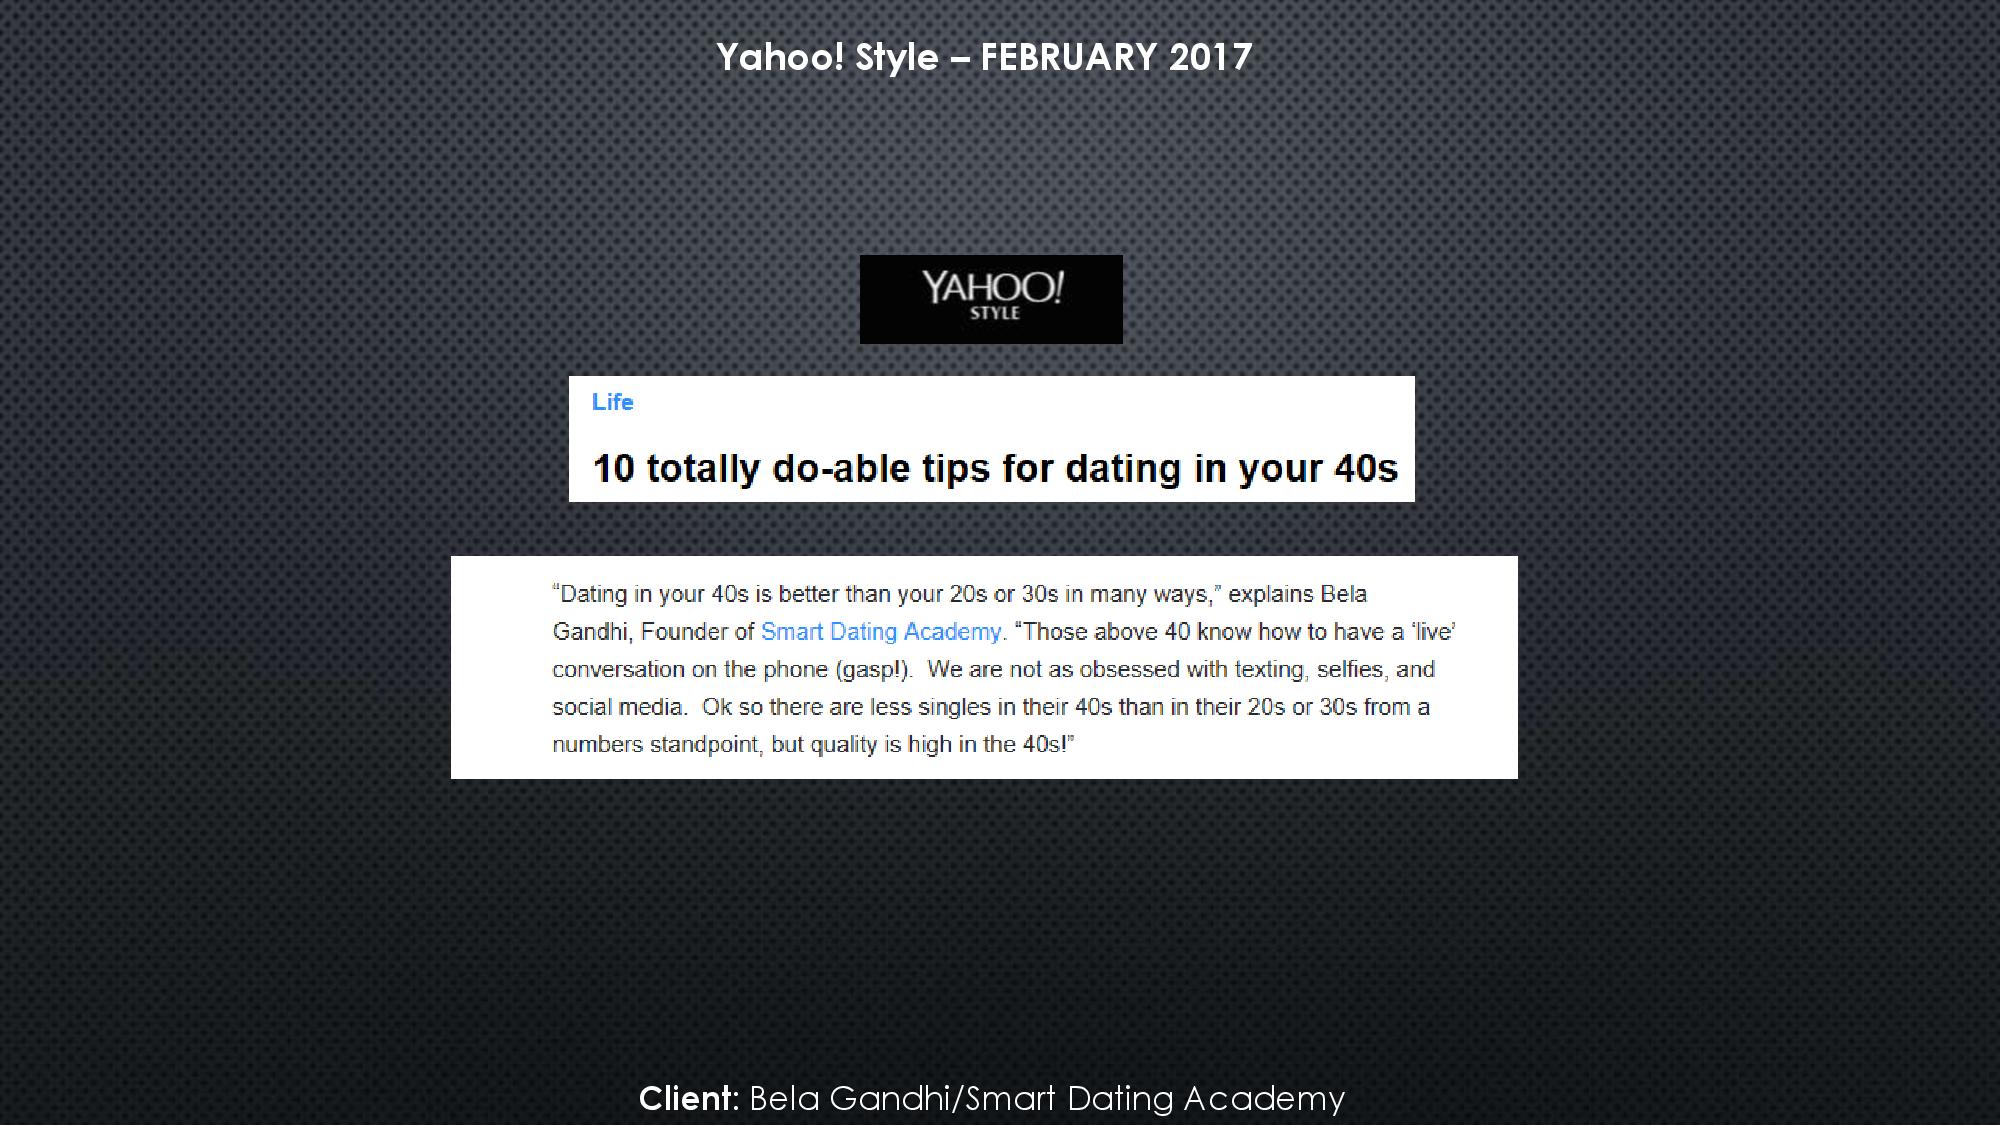 Yahoo! Style – FEBRUARY 2017
YAHOO!
STYLE
Life
10 totally do-able tips for dating in your 40s
“Dating in your 40s is better than your 20s or 30s in many ways,” explains Bela
Gandhi, Founder of Smart Dating Academy. “Those above 40 know how to have a ‘live’
conversation on the phone (gasp!).  We are not as obsessed with texting, selfies, and
social media.  Ok so there are less singles in their 40s than in their 20s or 30s from a
numbers standpoint, but quality is high in the 40s!”
Client: Bela Gandhi/Smart Dating Academy